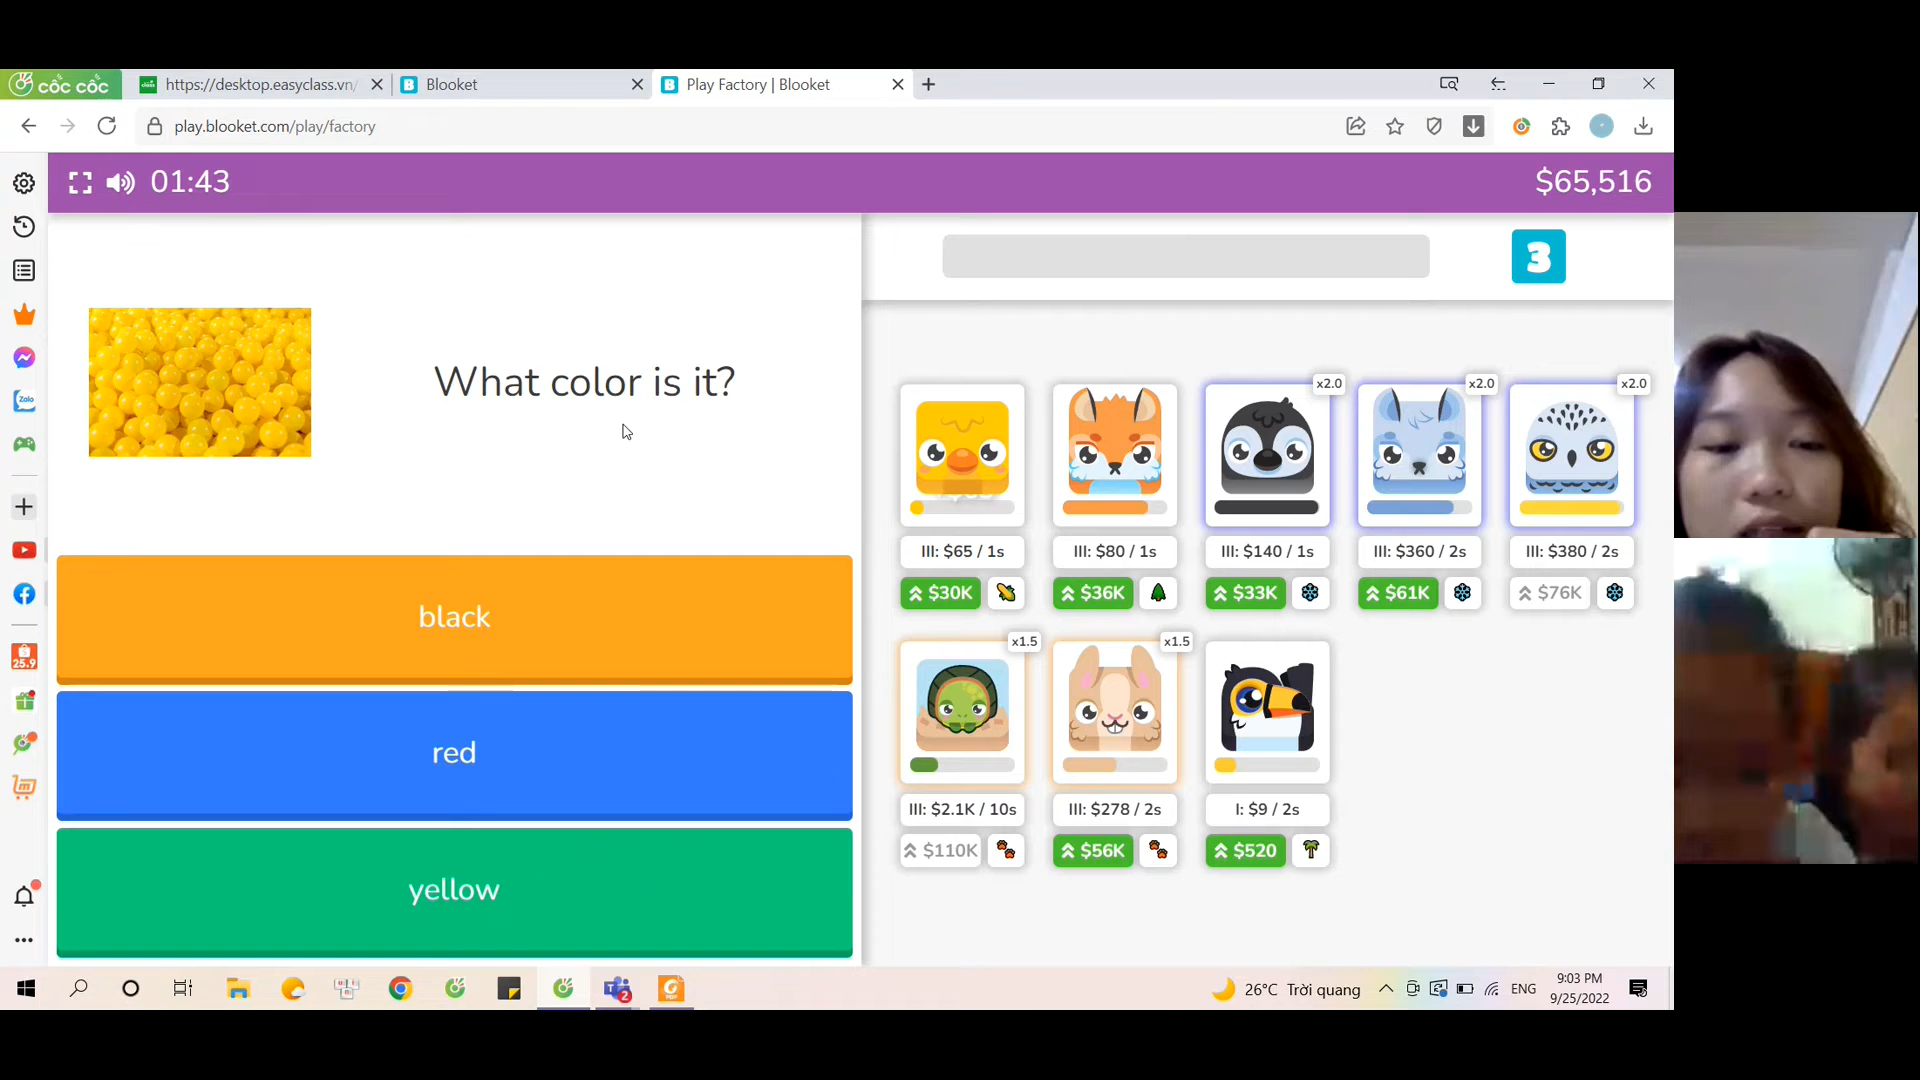 cốc cốc
https://desktop.easyclass.vn/
Blooket
Play Factory | Blooket
play.blooket.com/play/factory
01:43
$65,516
3
What color is it?
black
red
yellow
x2.0
x2.0
x2.0
III: $65 / 1s
III: $80 / 1s
III: $140 / 1s
III: $360 / 2s
III: $380 / 2s
$30K
$36K
$33K
$61K
$76K
x1.5
x1.5
III: $2.1K / 10s
III: $278 / 2s
I: $9 / 2s
$110K
$56K
$520
Zalo
25.9
2
26°C Trời quang
ENG
9:03 PM
9/25/2022